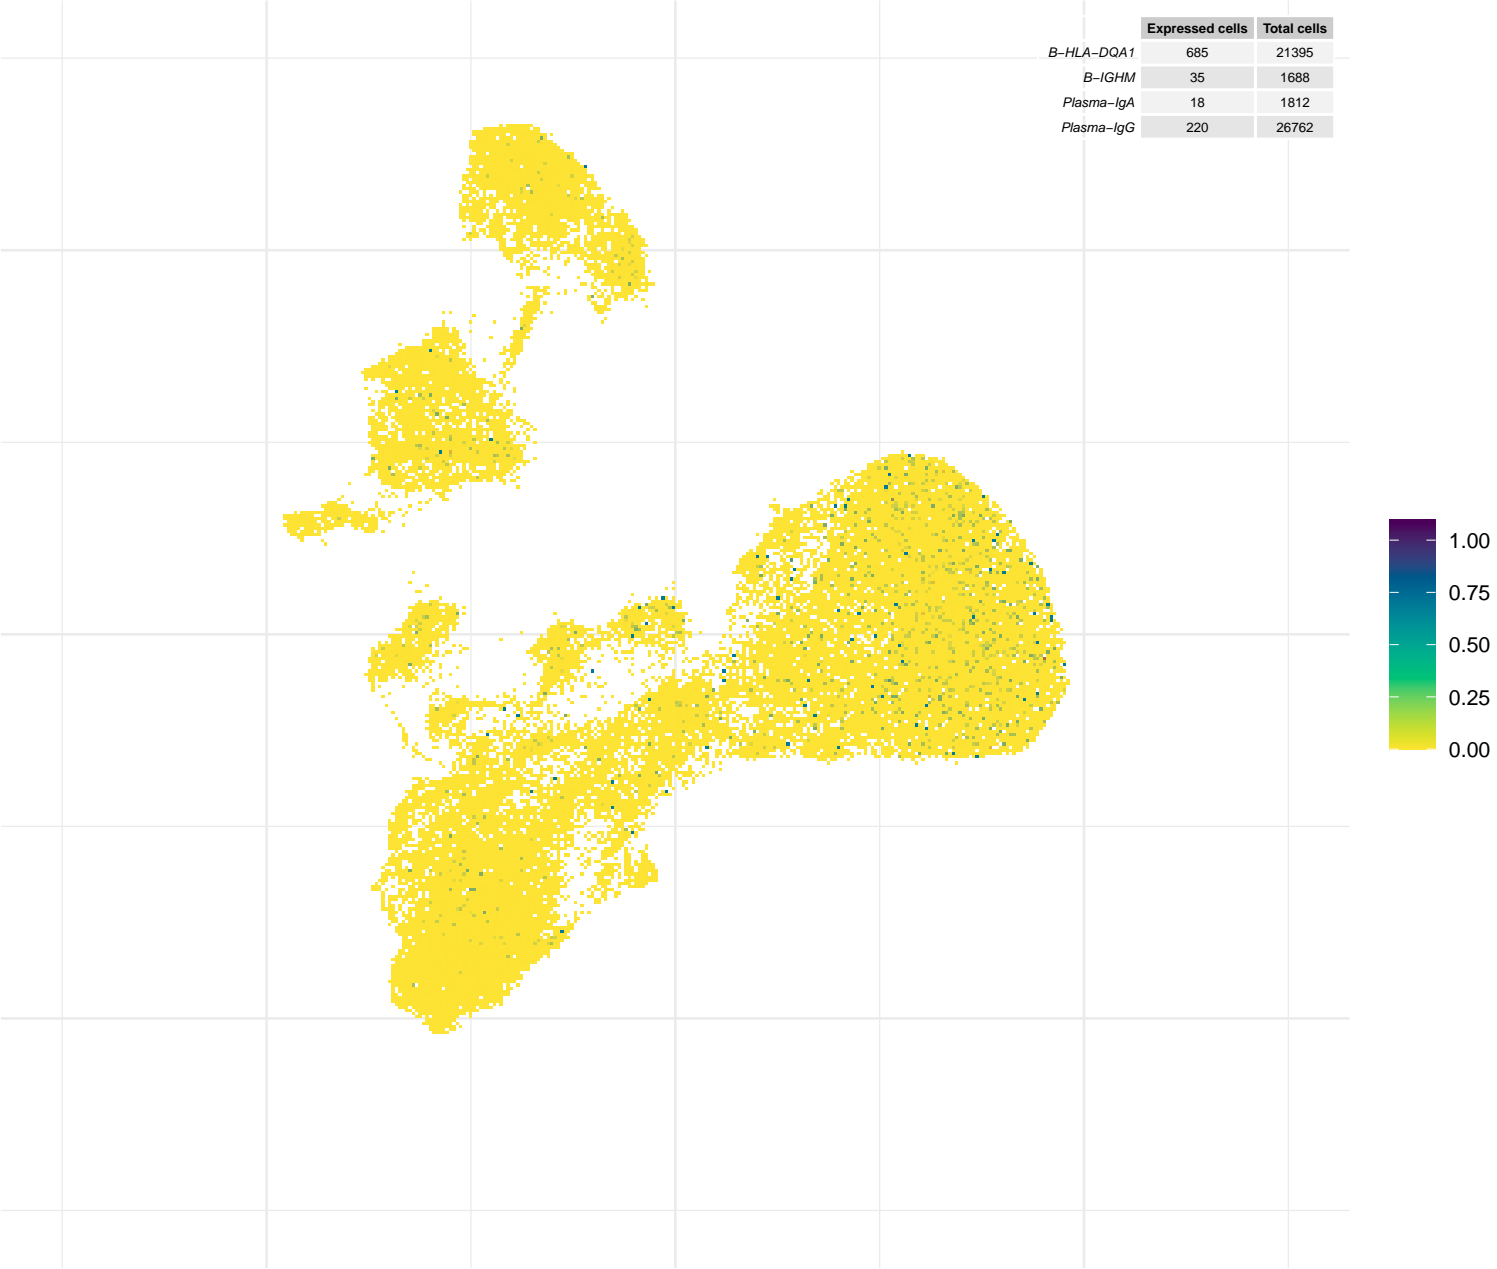 Expressed cells Total cells
B−HLA−DQA1 685 21395
B−IGHM 35 1688
Plasma−IgA 18 1812
Plasma−IgG 220 26762
1.00
0.75
0.50
0.25
0.00